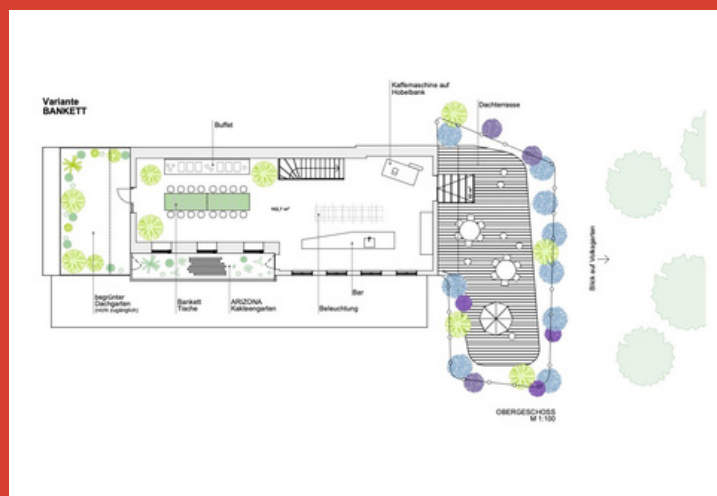 Variante
BANKETT
Kaffemaschine auf
Hobelbank
Dachterrasse
Buffet
Blick auf Volksgarten
begrünter
Dachgarten
(nicht zugänglich)
Bankett
Tische
ARIZONA
Kakteengarten
Beleuchtung
Bar
OBERGESCHOSS
M 1:100